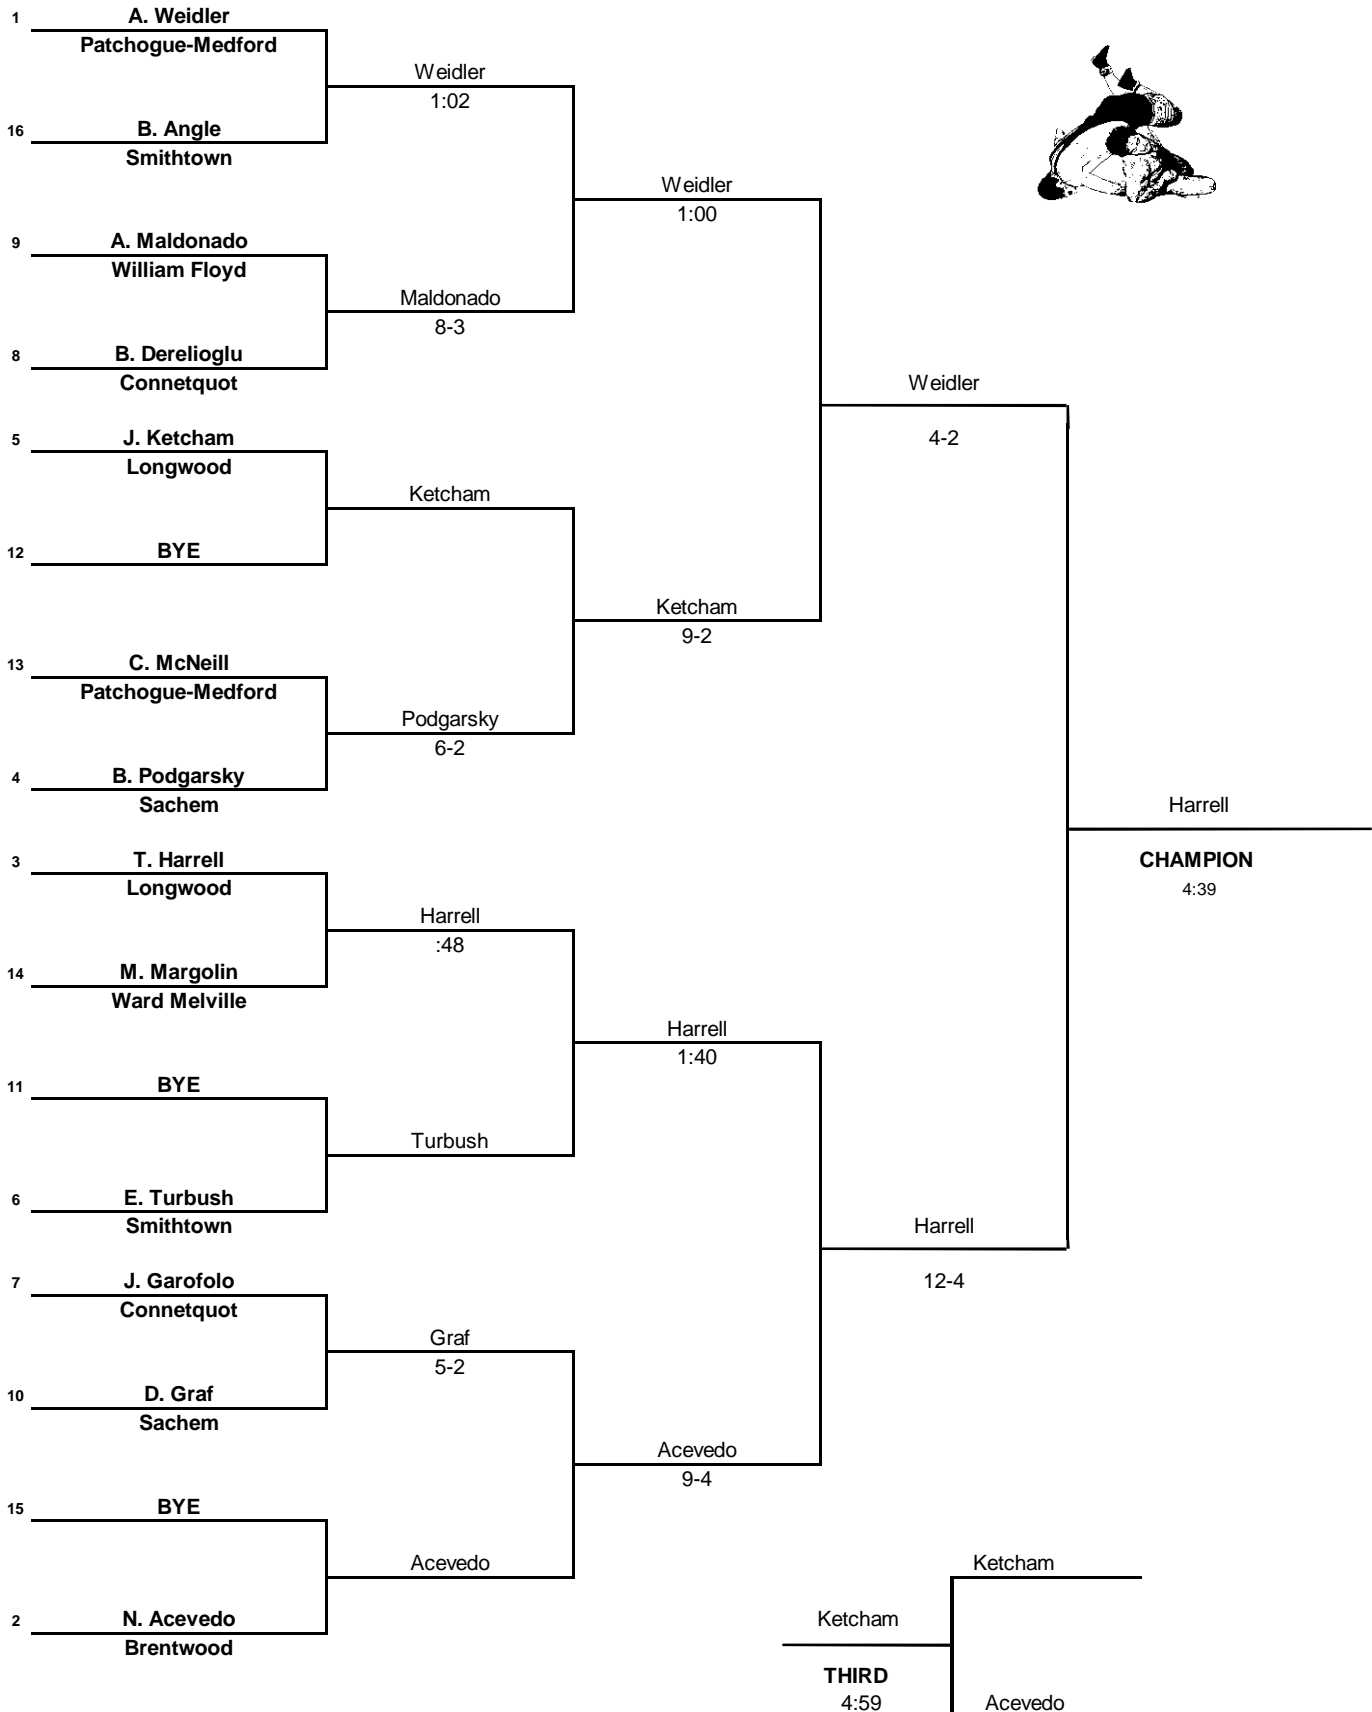 1 A. Weidler
Patchogue-Medford
Weidler
1:02
16 B. Angle
Smithtown
Weidler
1:00
9 A. Maldonado
William Floyd
Maldonado
8-3
8 B. Derelioglu
Connetquot
Weidler
4-2
5 J. Ketcham
Longwood
Ketcham
12 BYE
Ketcham
9-2
13 C. McNeill
Patchogue-Medford
Podgarsky
6-2
4 B. Podgarsky
Sachem
Harrell
CHAMPION
4:39
3 T. Harrell
Longwood
Harrell
:48
14 M. Margolin
Ward Melville
Harrell
1:40
11 BYE
Turbush
6 E. Turbush
Smithtown
Harrell
12-4
7 J. Garofolo
Connetquot
Graf
5-2
10 D. Graf
Sachem
Acevedo
9-4
15 BYE
Acevedo
2 N. Acevedo
Brentwood
Ketcham
Ketcham
THIRD
4:59
Acevedo